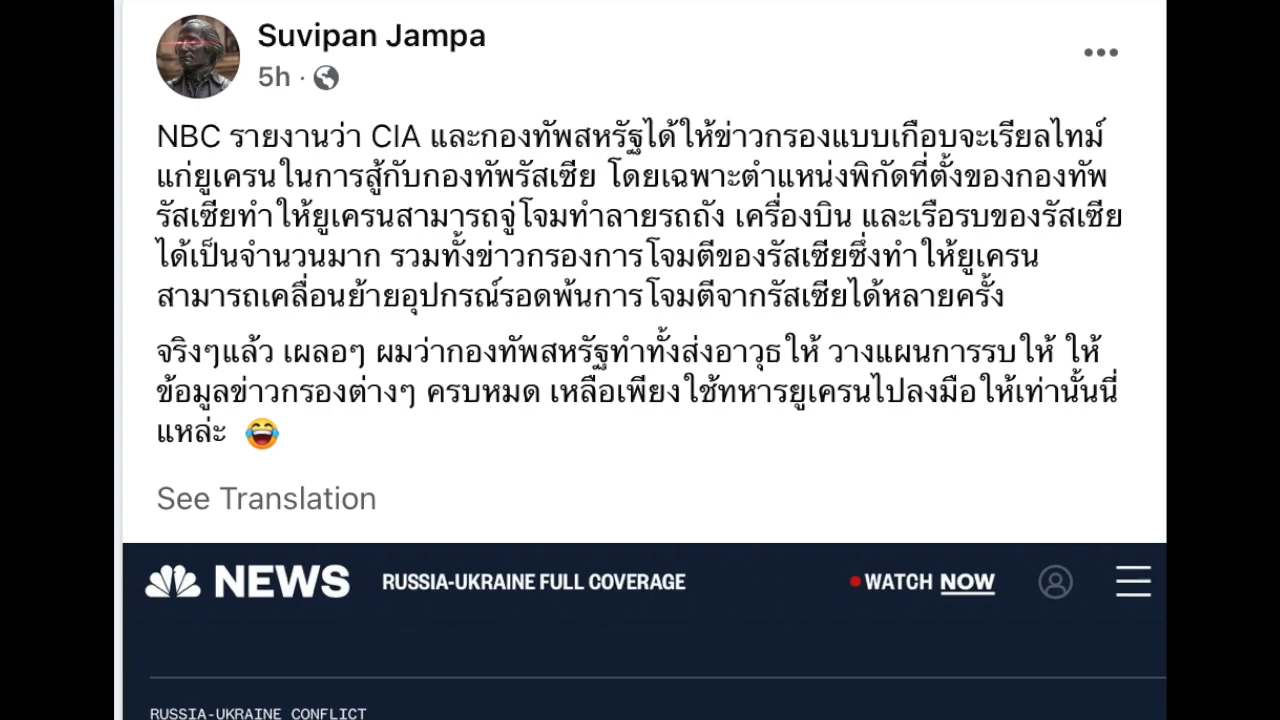 Suvipan Jampa
5h ·
NBC รายงานว่า CIA และกองทัพสหรัฐได้ให้ข่าวกรองแบบเกือบจะเรียลไทม์
แก่ยูเครนในการสู้กับกองทัพรัสเซีย โดยเฉพาะตำแหน่งพิกัดที่ตั้งของกองทัพ
รัสเซียทำให้ยูเครนสามารถจู่โจมทำลายรถถัง เครื่องบิน และเรือรบของรัสเซีย
ได้เป็นจำนวนมาก รวมทั้งข่าวกรองการโจมตีของรัสเซียซึ่งทำให้ยูเครน
สามารถเคลื่อนย้ายอุปกรณ์รอดพ้นการโจมตีจากรัสเซียได้หลายครั้ง
จริงๆแล้ว เผลอๆ ผมว่ากองทัพสหรัฐทำทั้งส่งอาวุธให้ วางแผนการรบให้ ให้
ข้อมูลข่าวกรองต่างๆ ครบหมด เหลือเพียงใช้ทหารยูเครนไปลงมือให้เท่านั้นนี่
แหล่ะ 😂
See Translation
NEWS RUSSIA-UKRAINE FULL COVERAGE WATCH NOW
RUSSIA-UKRAINE CONFLICT